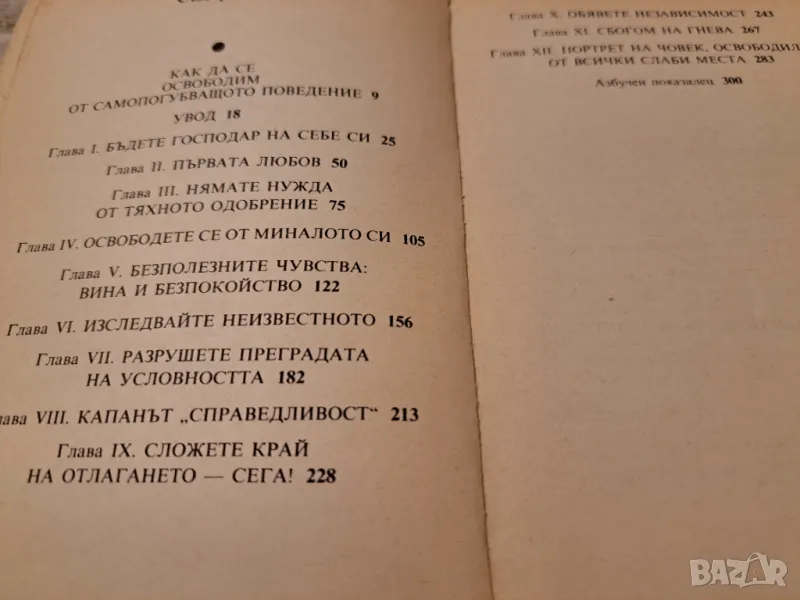 КАК ДА СЕ
ОСВОБОДИМ
ОТ САМОПОГУБВАЩОТО ПОВЕДЕНИЕ 9
УВОД 18
Глава I. БЪДЕТЕ ГОСПОДАР НА СЕБЕ СИ 25
Глава II. ПЪРВАТА ЛЮБОВ 50
Глава III. НЯМАТЕ НУЖДА
ОТ ТЯХНОТО ОДОБРЕНИЕ 75
Глава IV. ОСВОБОДЕТЕ СЕ ОТ МИНАЛОТО СИ 105
Глава V. БЕЗПОЛЕЗНИТЕ ЧУВСТВА:
ВИНА И БЕЗПОКОЙСТВО 122
Глава VI. ИЗСЛЕДВАЙТЕ НЕИЗВЕСТНОТО 156
Глава VII. РАЗРУШЕТЕ ПРЕГРАДАТА
НА УСЛОВНОСТТА 182
лава VIII. КАПАНЪТ „СПРАВЕДЛИВОСТ“ 213
Глава IX. СЛОЖЕТЕ КРАЙ
НА ОТЛАГАНЕТО — СЕГА! 228
Глава X. ОБЯВЕТЕ НЕЗАВИСИМОСТ 243
Глава XI. СБОГОМ НА ГНЕВА 267
Глава XII. ПОРТРЕТ НА ЧОВЕК, ОСВОБОДИЛ
ОТ ВСИЧКИ СЛАБИ МЕСТА 283
Азбучен показалец 300
BAZAR